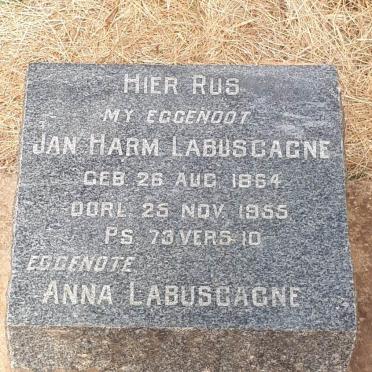 HIER RUS
MY EGGENOOT
JAN HARM LABUSCAGNE
GEB. 26 AUG. 1864
OORL. 25 NOV. 1955
PS. 73 VERS 10
EGGENOTE
ANNA LABUSCAGNE